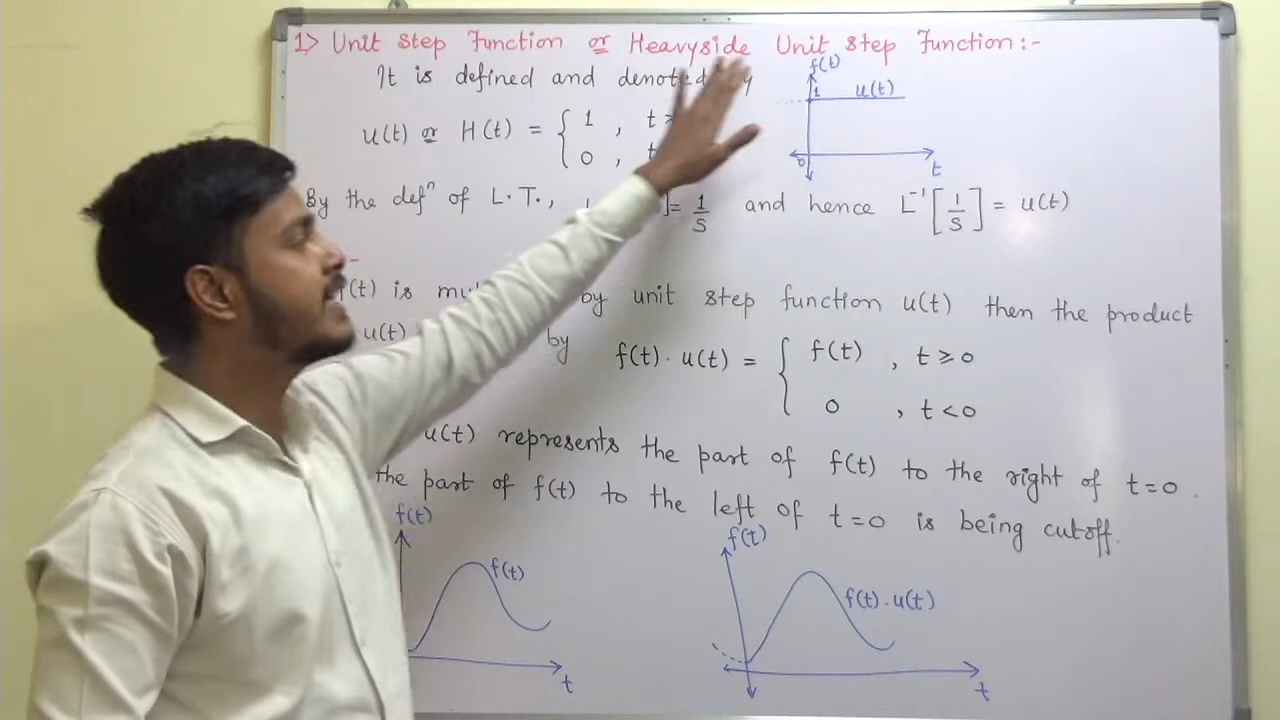 1> Unit Step Function or Heavyside Unit Step Function:-
It is defined and denoted by
u(t) or H(t) = { 1 , t
0 , t
By the defⁿ of L.T., ] = 1/S and hence L⁻¹[1/S] = u(t)
f(t)
1 u(t)
0 t
f(t) is by unit step function u(t) then the product
u(t) by f(t) . u(t) = { f(t) , t ≥ 0
0 , t < 0
u(t) represents the part of f(t) to the right of t=0.
the part of f(t) to the left of t=0 is being cutoff.
f(t)
f(t)
t
f(t)
f(t) . u(t)
t